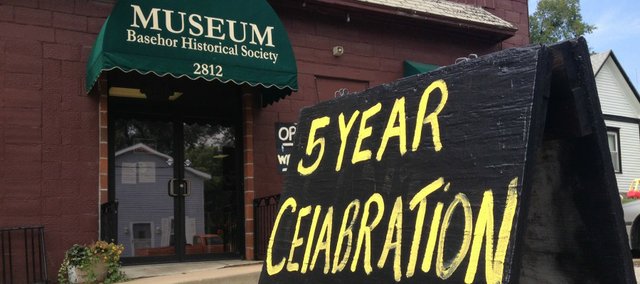 MUSEUM
Basehor Historical Society
2812
5 YEAR
CElABRATiON